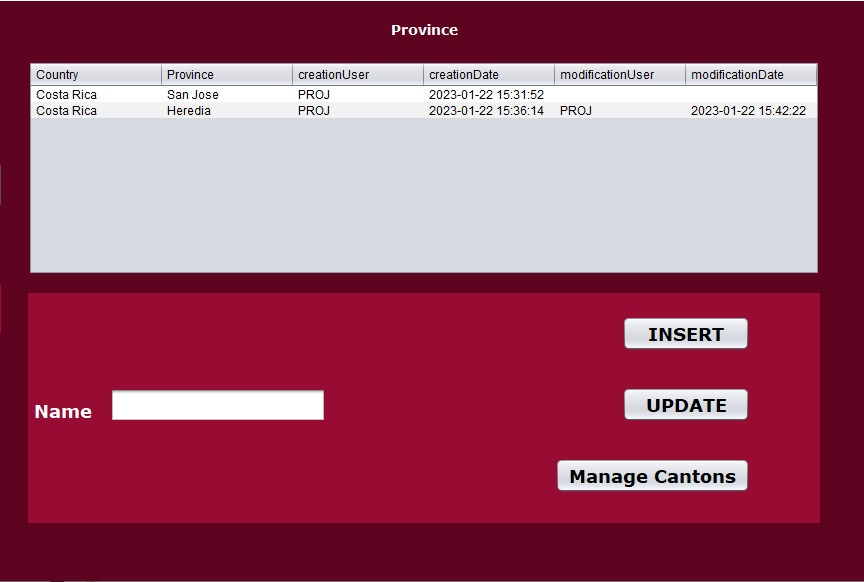 Province
Country Province creationUser creationDate modificationUser modificationDate
Costa Rica San Jose PROJ 2023-01-22 15:31:52
Costa Rica Heredia PROJ 2023-01-22 15:36:14 PROJ 2023-01-22 15:42:22
INSERT
Name
UPDATE
Manage Cantons